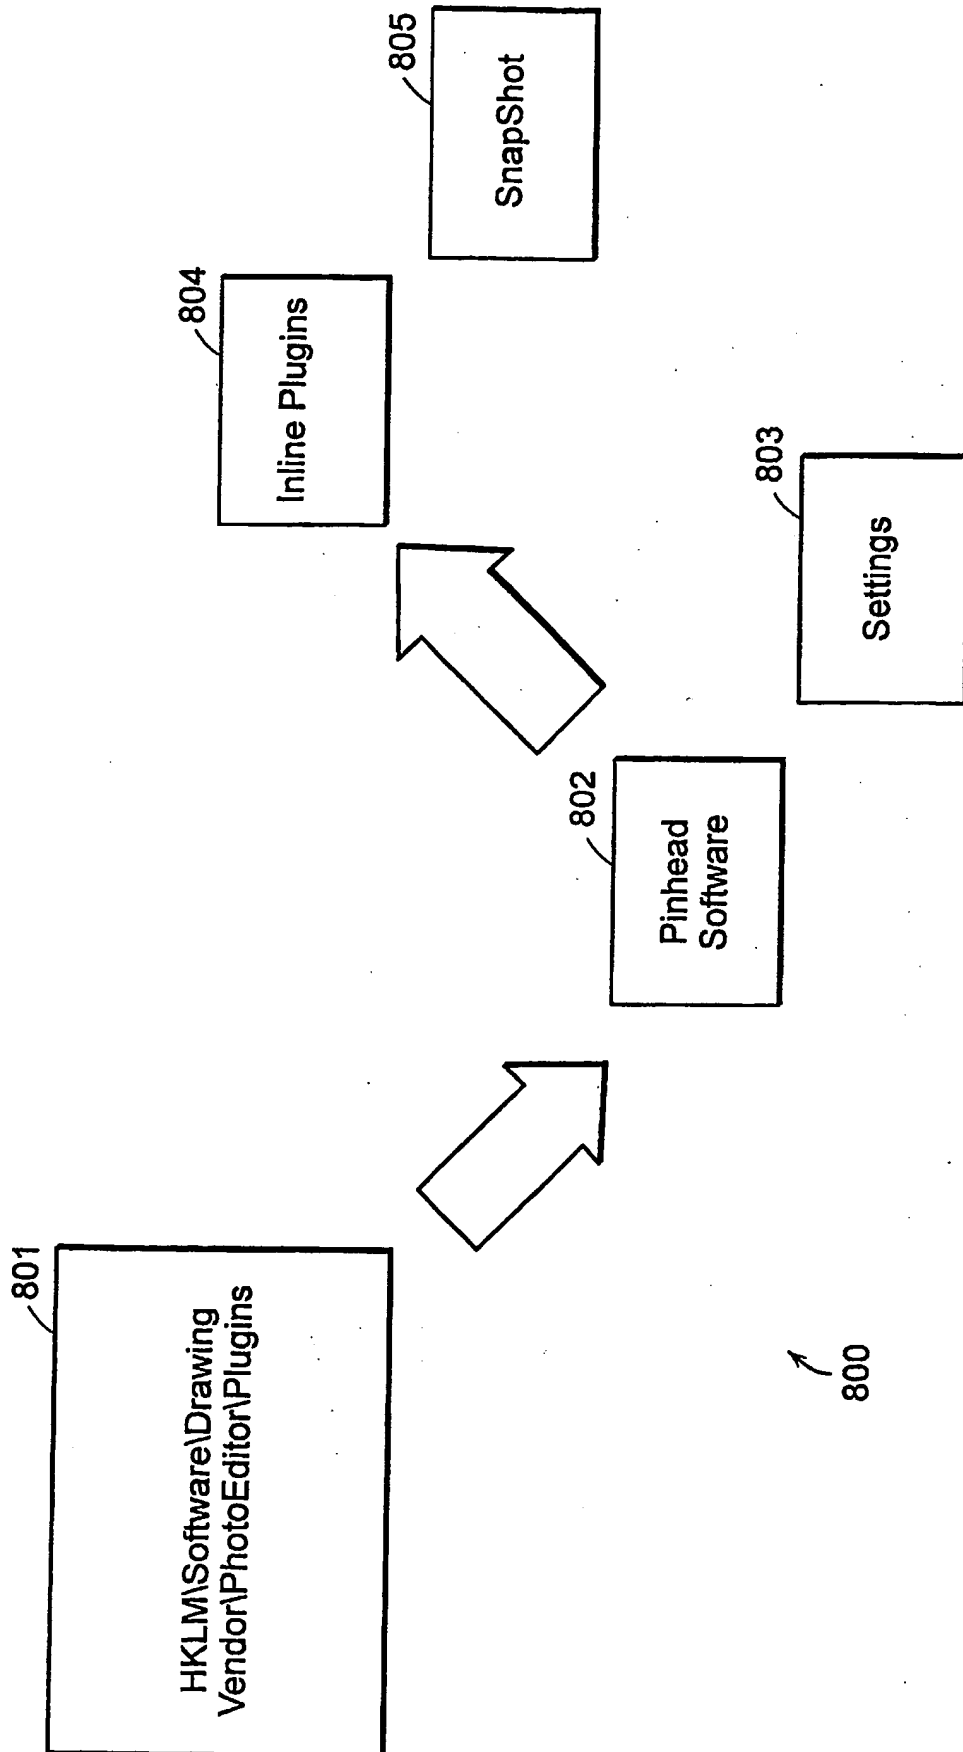 801
HKLM\Software\Drawing
Vendor\PhotoEditor\Plugins
802
Pinhead
Software
803
Settings
804
Inline Plugins
805
SnapShot
800